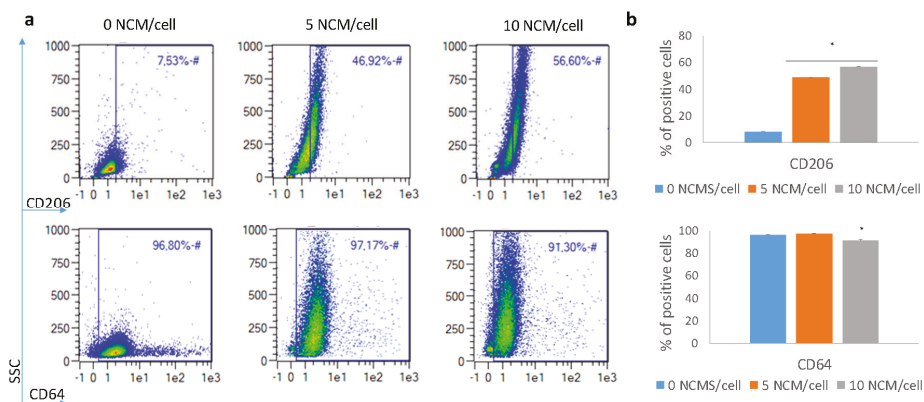 a
0 NCM/cell 5 NCM/cell 10 NCM/cell
1000 750 500 250 0
7,53%-#
-1 0 1 1e1 1e2 1e3
1000 750 500 250 0
46,92%-#
-1 0 1 1e1 1e2 1e3
1000 750 500 250 0
56,60%-#
-1 0 1 1e1 1e2 1e3
CD206
1000 750 500 250 0
96,80%-#
-1 0 1 1e1 1e2 1e3
1000 750 500 250 0
97,17%-#
-1 0 1 1e1 1e2 1e3
1000 750 500 250 0
91,30%-#
-1 0 1 1e1 1e2 1e3
SSC
CD64
b
% of positive cells
80
60
40
20
0
*
CD206
0 NCMS/cell 5 NCM/cell 10 NCM/cell
% of positive cells
100
80
60
40
20
0
*
CD64
0 NCMS/cell 5 NCM/cell 10 NCM/cell